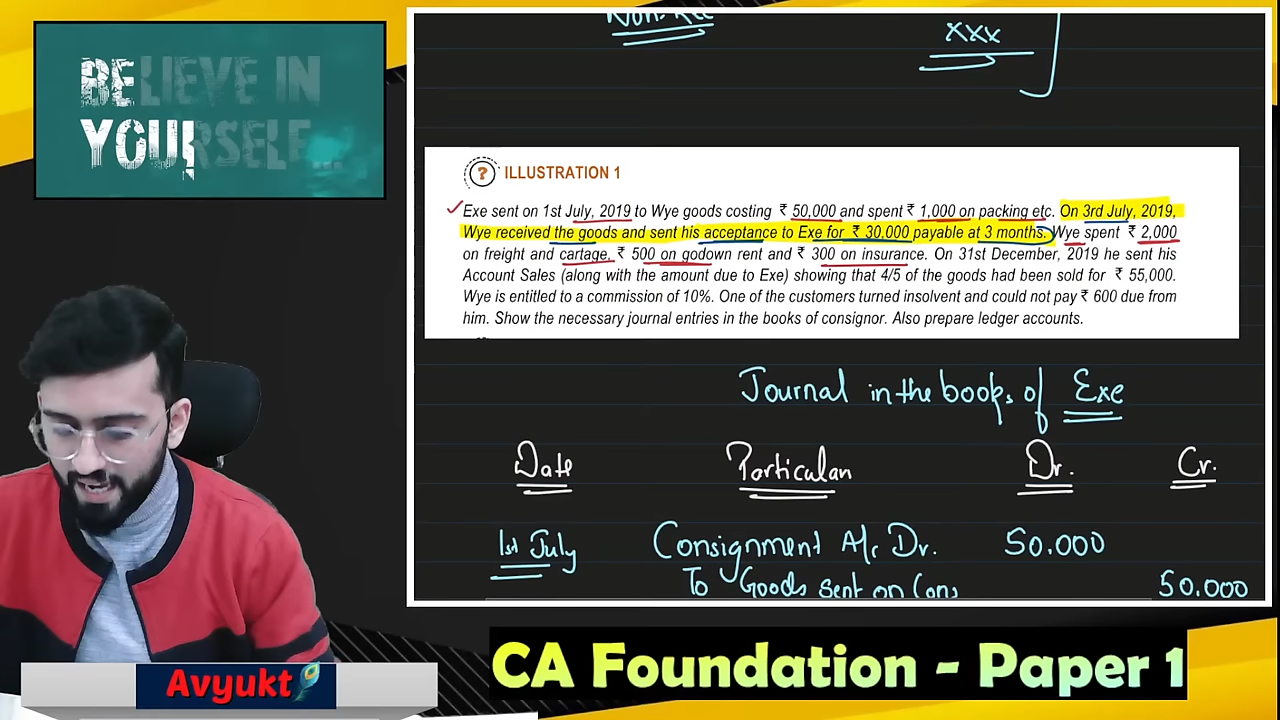 BELIEVE IN
YOURSELF...
Non. Rec
xxx
? ILLUSTRATION 1
Exe sent on 1st July, 2019 to Wye goods costing ₹ 50,000 and spent ₹ 1,000 on packing etc. On 3rd July, 2019,
Wye received the goods and sent his acceptance to Exe for ₹ 30,000 payable at 3 months. Wye spent ₹ 2,000
on freight and cartage, ₹ 500 on godown rent and ₹ 300 on insurance. On 31st December, 2019 he sent his
Account Sales (along with the amount due to Exe) showing that 4/5 of the goods had been sold for ₹ 55,000.
Wye is entitled to a commission of 10%. One of the customers turned insolvent and could not pay ₹ 600 due from
him. Show the necessary journal entries in the books of consignor. Also prepare ledger accounts.
Journal in the books of Exe
Date Particular Dr. Cr.
1st July Consignment A/c Dr. 50.000
To Goods sent on Cons 50.000
Avyukt
CA Foundation - Paper 1